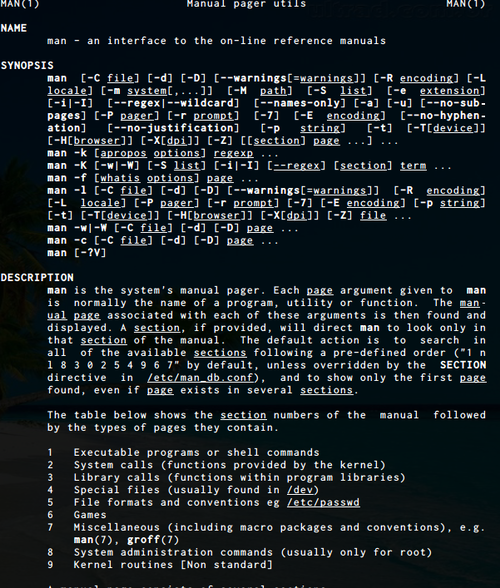 MAN(1) Manual pager utils MAN(1)
NAME
man - an interface to the on-line reference manuals
SYNOPSIS
man [-C file] [-d] [-D] [--warnings[=warnings]] [-R encoding] [-L
locale] [-m system[,...]] [-M path] [-S list] [-e extension]
[-i|-I] [--regex|--wildcard] [--names-only] [-a] [-u] [--no-sub-
pages] [-P pager] [-r prompt] [-7] [-E encoding] [--no-hyphen-
ation] [--no-justification] [-p string] [-t] [-T[device]]
[-H[browser]] [-X[dpi]] [-Z] [[section] page ...] ...
man -k [apropos options] regexp ...
man -K [-w|-W] [-S list] [-i|-I] [--regex] [section] term ...
man -f [whatis options] page ...
man -l [-C file] [-d] [-D] [--warnings[=warnings]] [-R encoding]
[-L locale] [-P pager] [-r prompt] [-7] [-E encoding] [-p string]
[-t] [-T[device]] [-H[browser]] [-X[dpi]] [-Z] file ...
man -w|-W [-C file] [-d] [-D] page ...
man -c [-C file] [-d] [-D] page ...
man [-?V]
DESCRIPTION
man is the system's manual pager. Each page argument given to man
is normally the name of a program, utility or function. The man-
ual page associated with each of these arguments is then found and
displayed. A section, if provided, will direct man to look only in
that section of the manual. The default action is to search in
all of the available sections following a pre-defined order ("1 n
l 8 3 0 2 5 4 9 6 7" by default, unless overridden by the SECTION
directive in /etc/man_db.conf), and to show only the first page
found, even if page exists in several sections.
The table below shows the section numbers of the manual followed
by the types of pages they contain.
1 Executable programs or shell commands
2 System calls (functions provided by the kernel)
3 Library calls (functions within program libraries)
4 Special files (usually found in /dev)
5 File formats and conventions eg /etc/passwd
6 Games
7 Miscellaneous (including macro packages and conventions), e.g.
man(7), groff(7)
8 System administration commands (usually only for root)
9 Kernel routines [Non standard]
A manual page consists of several sections.